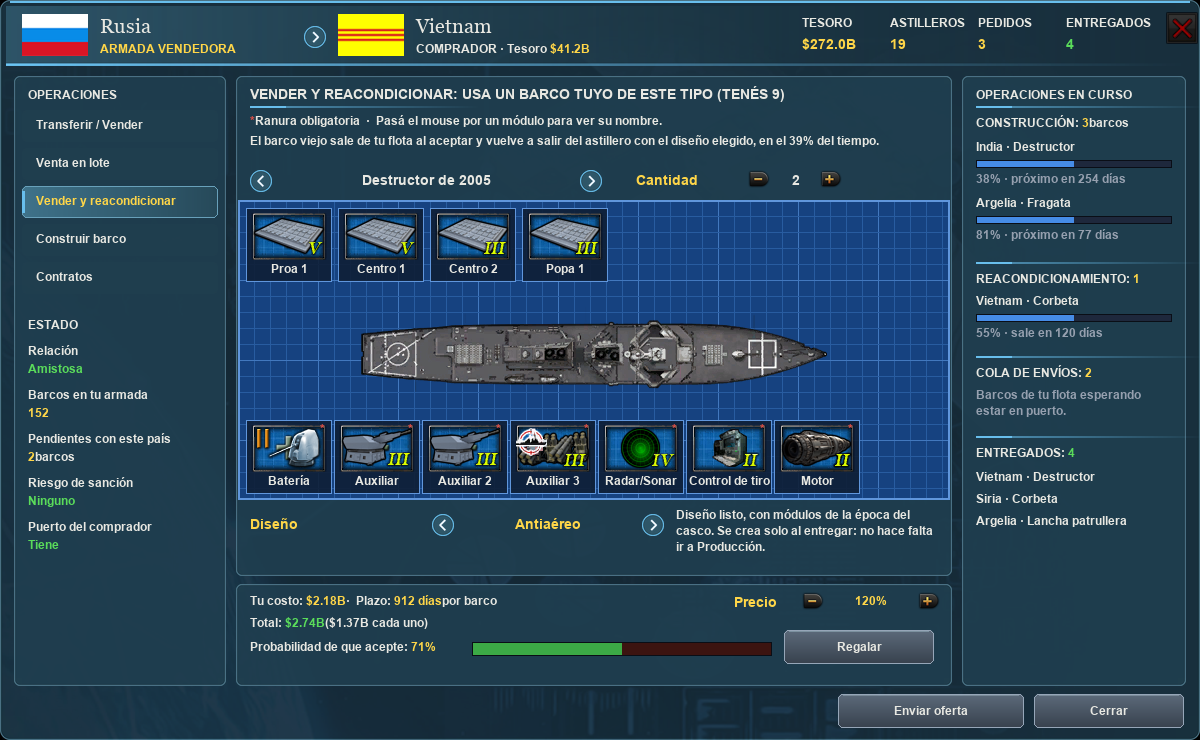 Rusia
ARMADA VENDEDORA
Vietnam
COMPRADOR · Tesoro $41.2B
TESORO
$272.0B
ASTILLEROS
19
PEDIDOS
3
ENTREGADOS
4
OPERACIONES
Transferir / Vender
Venta en lote
Vender y reacondicionar
Construir barco
Contratos
ESTADO
Relación
Amistosa
Barcos en tu armada
152
Pendientes con este país
2barcos
Riesgo de sanción
Ninguno
Puerto del comprador
Tiene
VENDER Y REACONDICIONAR: USA UN BARCO TUYO DE ESTE TIPO (TENÉS 9)
*Ranura obligatoria · Pasá el mouse por un módulo para ver su nombre.
El barco viejo sale de tu flota al aceptar y vuelve a salir del astillero con el diseño elegido, en el 39% del tiempo.
Destructor de 2005
Cantidad
2
V
V
III
III
Proa 1
Centro 1
Centro 2
Popa 1
II
III
III
III
IV
II
II
Batería
Auxiliar
Auxiliar 2
Auxiliar 3
Radar/Sonar
Control de tiro
Motor
Diseño
Antiaéreo
Diseño listo, con módulos de la época del
casco. Se crea solo al entregar: no hace falta
ir a Producción.
Tu costo: $2.18B· Plazo: 912 díaspor barco
Total: $2.74B($1.37B cada uno)
Probabilidad de que acepte: 71%
Precio
120%
Regalar
OPERACIONES EN CURSO
CONSTRUCCIÓN: 3barcos
India · Destructor
38% · próximo en 254 días
Argelia · Fragata
81% · próximo en 77 días
REACONDICIONAMIENTO: 1
Vietnam · Corbeta
55% · sale en 120 días
COLA DE ENVÍOS: 2
Barcos de tu flota esperando
estar en puerto.
ENTREGADOS: 4
Vietnam · Destructor
Siria · Corbeta
Argelia · Lancha patrullera
Enviar oferta
Cerrar